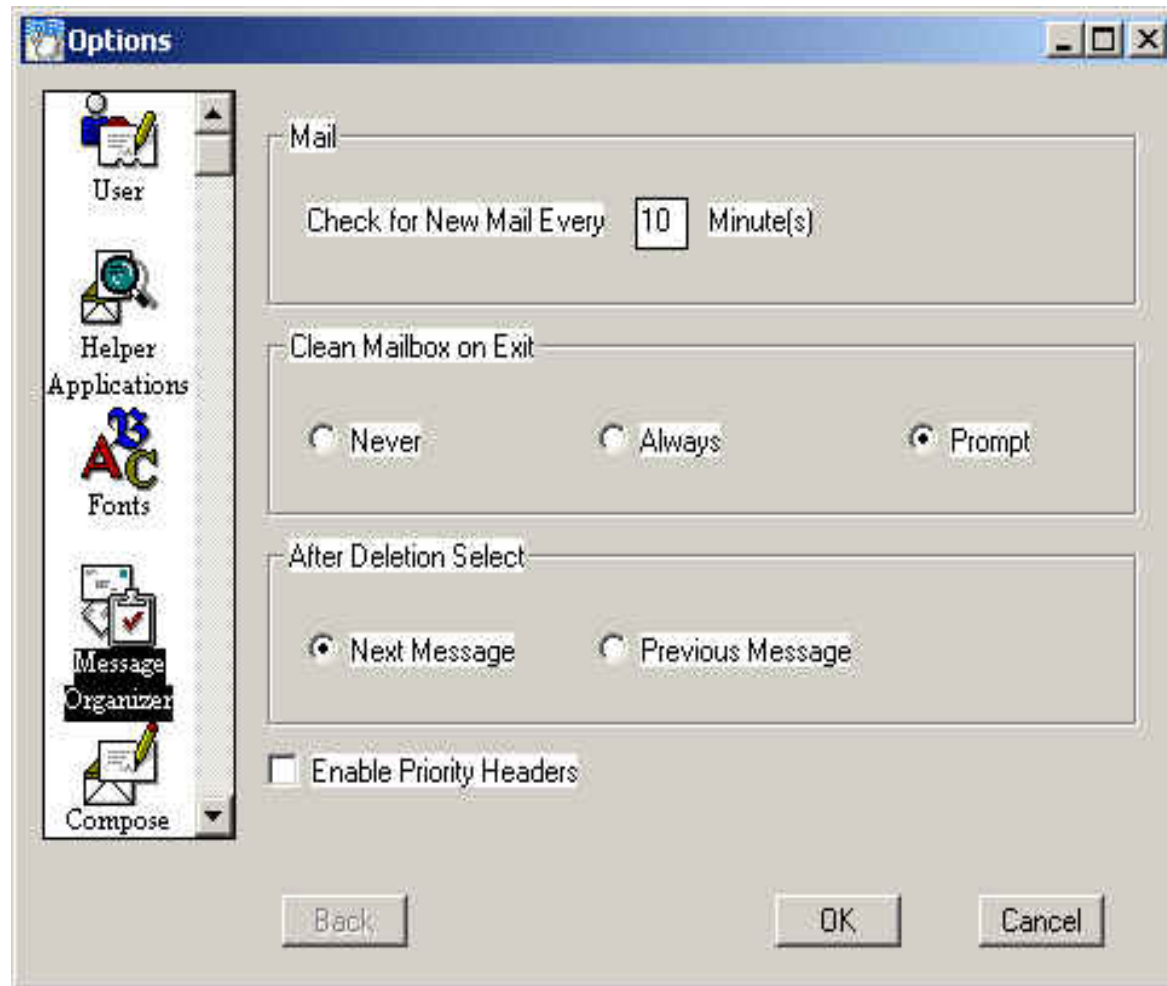 Options
User
Helper
Applications
Fonts
Message
Organizer
Compose
Mail
Check for New Mail Every 10 Minute(s)
Clean Mailbox on Exit
Never Always Prompt
After Deletion Select
Next Message Previous Message
Enable Priority Headers
Back OK Cancel